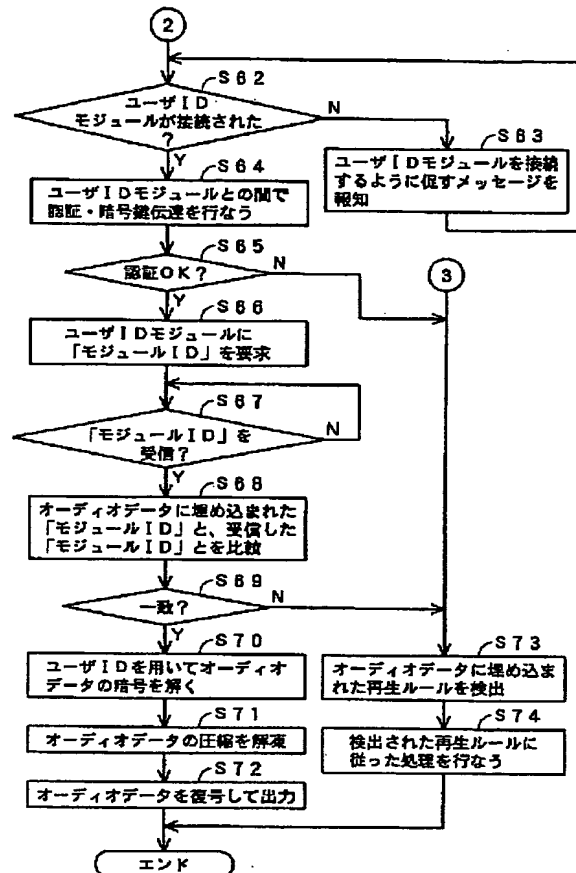 2
S62
ユーザID
モジュールが接続された
?
N
Y
S63
ユーザIDモジュールを接続
するように促すメッセージを
報知
S64
ユーザIDモジュールとの間で
認証・暗号鍵伝達を行なう
S65
認証OK?
N
Y
3
S66
ユーザIDモジュールに
「モジュールID」を要求
S67
「モジュールID」を
受信?
N
Y
S68
オーディオデータに埋め込まれた
「モジュールID」と、受信した
「モジュールID」とを比較
S69
一致?
N
Y
S70
ユーザIDを用いてオーディオ
データの暗号を解く
S71
オーディオデータの圧縮を解凍
S72
オーディオデータを復号して出力
S73
オーディオデータに埋め込ま
れた再生ルールを検出
S74
検出された再生ルールに
従った処理を行なう
エンド